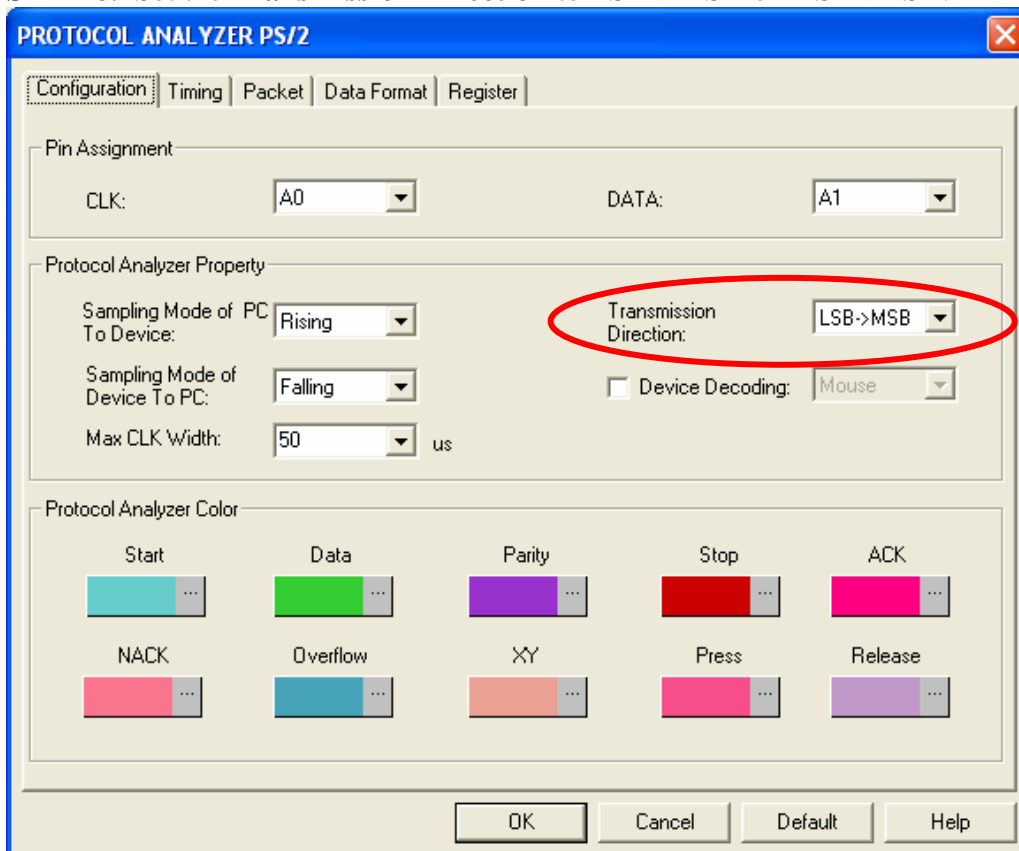 PROTOCOL ANALYZER PS/2
Configuration Timing Packet Data Format Register
Pin Assignment
CLK: A0 DATA: A1
Protocol Analyzer Property
Sampling Mode of PC To Device: Rising
Transmission Direction: LSB->MSB
Sampling Mode of Device To PC: Falling
Device Decoding: Mouse
Max CLK Width: 50 us
Protocol Analyzer Color
Start Data Parity Stop ACK
... ... ... ... ...
NACK Overflow XY Press Release
... ... ... ... ...
OK Cancel Default Help